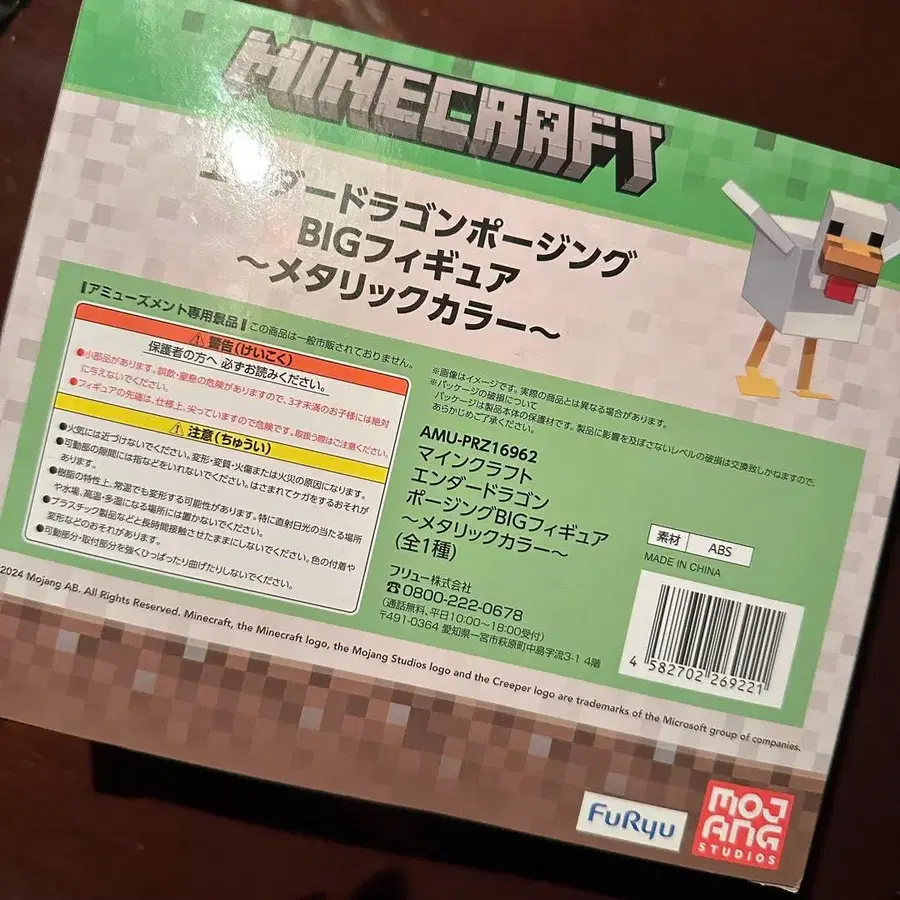 MINECRAFT
エンダードラゴンポージング
BIGフィギュア
～メタリックカラー～
アミューズメント専用景品 この商品は一般市販されておりません。
警告(けいこく)
保護者の方へ 必ずお読みください。
●小部品があります。誤飲・窒息の危険がありますので、3才未満のお子様には絶対
に与えないでください。
●フィギュアの先端は、仕様上、尖っていますので危険です。取扱う際はご注意ください。
注意(ちゅうい)
●火気には近づけないでください。変形・変質・火傷または火災の原因になります。
●可動部の隙間には指などをいれないでください。はさまれてケガをするおそれが
あります。
●樹脂の特性上、常温でも変形する可能性があります。特に直射日光の当たる場所
や水場、高温・多湿になる場所には置かないでください。
●プラスチック製品などと長時間接触させたままにしないでください。色の付着や
変形などのおそれがあります。
●可動部分・取付部分を強くひっぱったり曲げたりしないでください。
※画像はイメージです。実際の商品とは異なる場合があります。
※パッケージの破損について
パッケージは製品本体の保護材です。製品に影響を及ぼさないレベルの破損は交換致しかねますので、
あらかじめご了承ください。
AMU-PRZ16962
マインクラフト
エンダードラゴン
ポージングBIGフィギュア
～メタリックカラー～
(全1種)
フリュー株式会社
☎0800-222-0678
(通話無料、平日10:00～18:00受付)
〒491-0364 愛知県一宮市萩原町中島字流3-1 4階
素材 ABS
MADE IN CHINA
4 582702 269221
2024 Mojang AB. All Rights Reserved. Minecraft, the Minecraft logo, the Mojang Studios logo and the Creeper logo are trademarks of the Microsoft group of companies.
FuRyu
MOJANG
STUDIOS